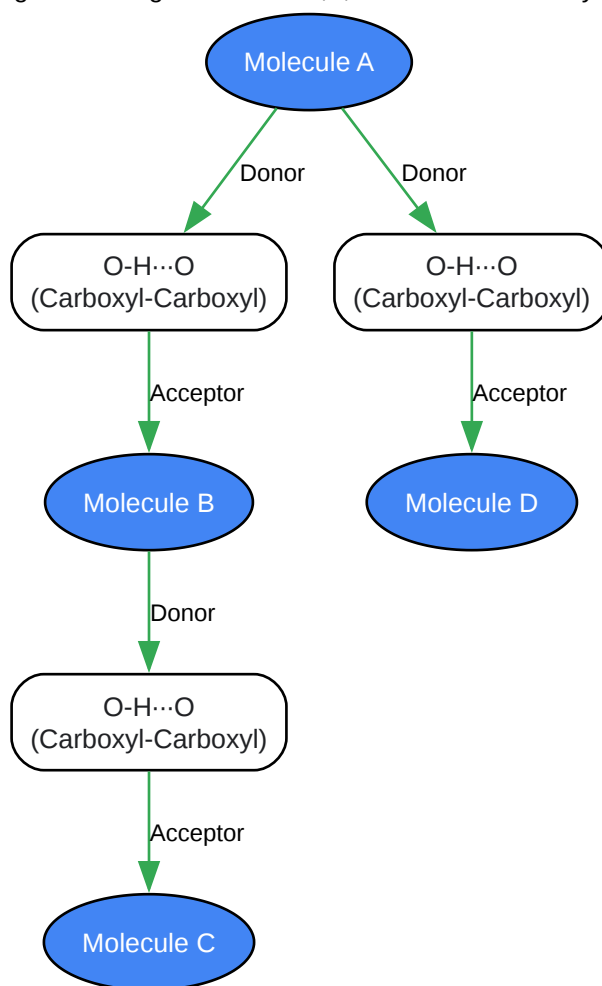 Molecule A
Donor Donor
O-H···O O-H···O
(Carboxyl-Carboxyl) (Carboxyl-Carboxyl)
Acceptor Acceptor
Molecule B Molecule D
Donor
O-H···O
(Carboxyl-Carboxyl)
Acceptor
Molecule C